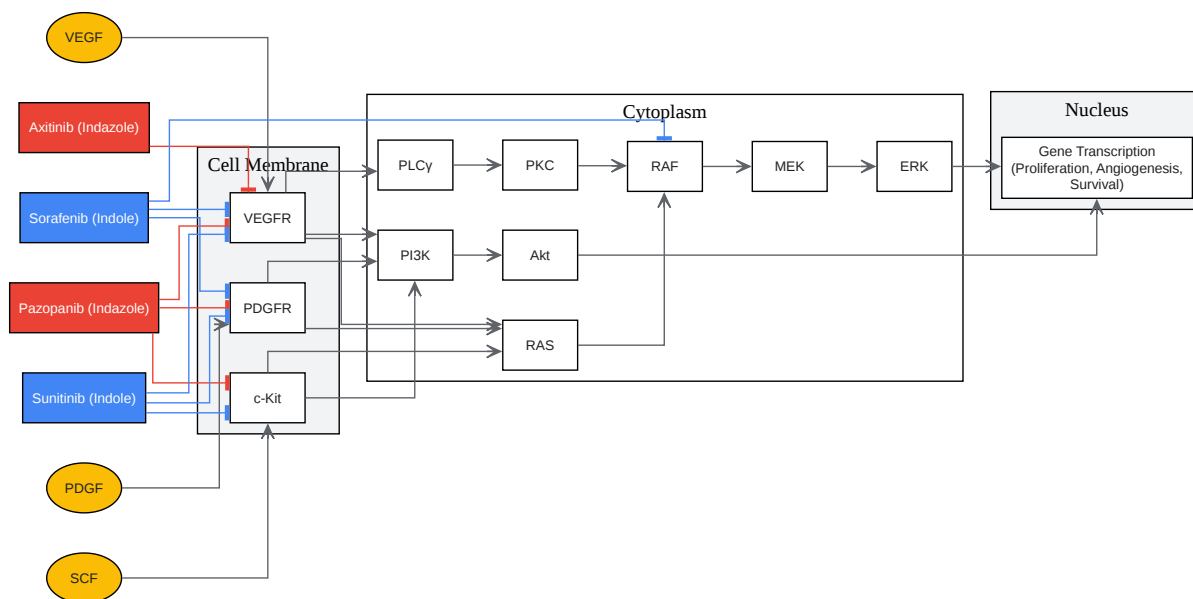 VEGF
Axitinib (Indazole)
Sorafenib (Indole)
Pazopanib (Indazole)
Sunitinib (Indole)
PDGF
SCF
Cell Membrane
VEGFR
PDGFR
c-Kit
Cytoplasm
PLCγ
PKC
RAF
MEK
ERK
PI3K
Akt
RAS
Nucleus
Gene Transcription
(Proliferation, Angiogenesis,
Survival)